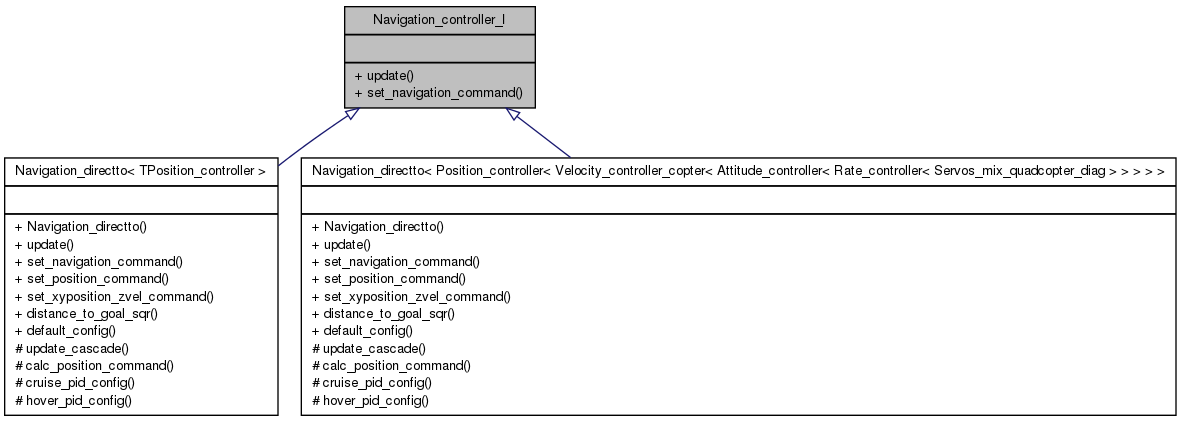 Navigation_controller_I
+ update()
+ set_navigation_command()
Navigation_directto< TPosition_controller >
+ Navigation_directto()
+ update()
+ set_navigation_command()
+ set_position_command()
+ set_xyposition_zvel_command()
+ distance_to_goal_sqr()
+ default_config()
# update_cascade()
# calc_position_command()
# cruise_pid_config()
# hover_pid_config()
Navigation_directto< Position_controller< Velocity_controller_copter< Attitude_controller< Rate_controller< Servos_mix_quadcopter_diag > > > > >
+ Navigation_directto()
+ update()
+ set_navigation_command()
+ set_position_command()
+ set_xyposition_zvel_command()
+ distance_to_goal_sqr()
+ default_config()
# update_cascade()
# calc_position_command()
# cruise_pid_config()
# hover_pid_config()